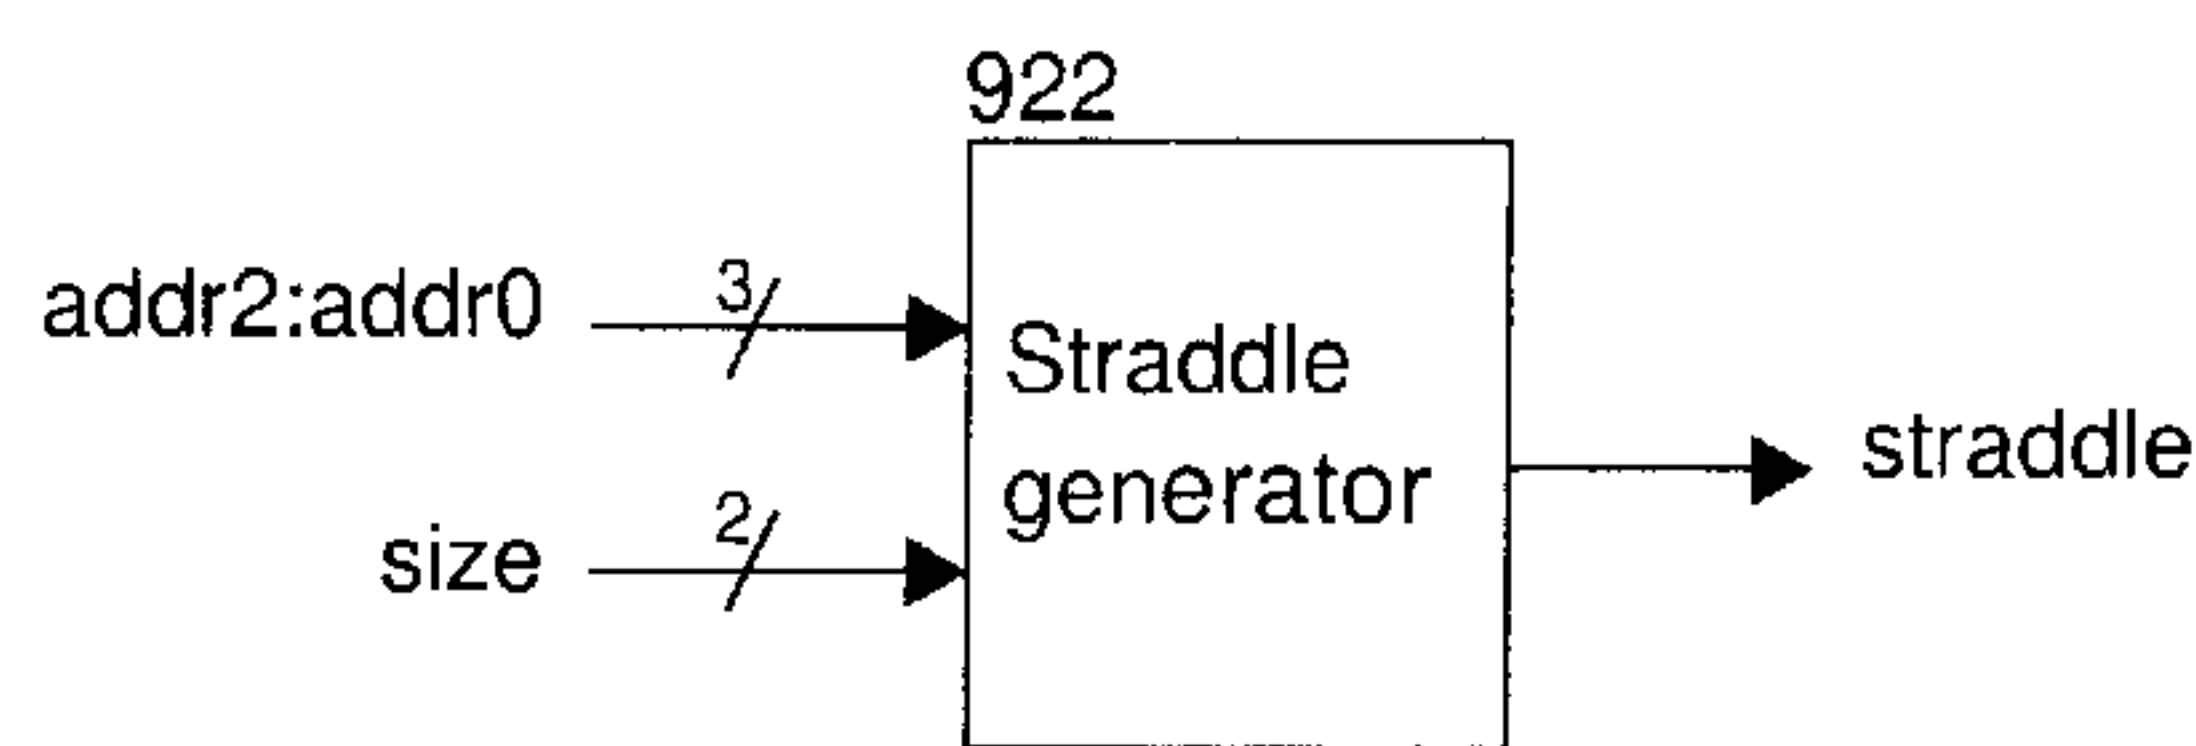 922
addr2:addr0
3
Straddle
generator
straddle
size
2